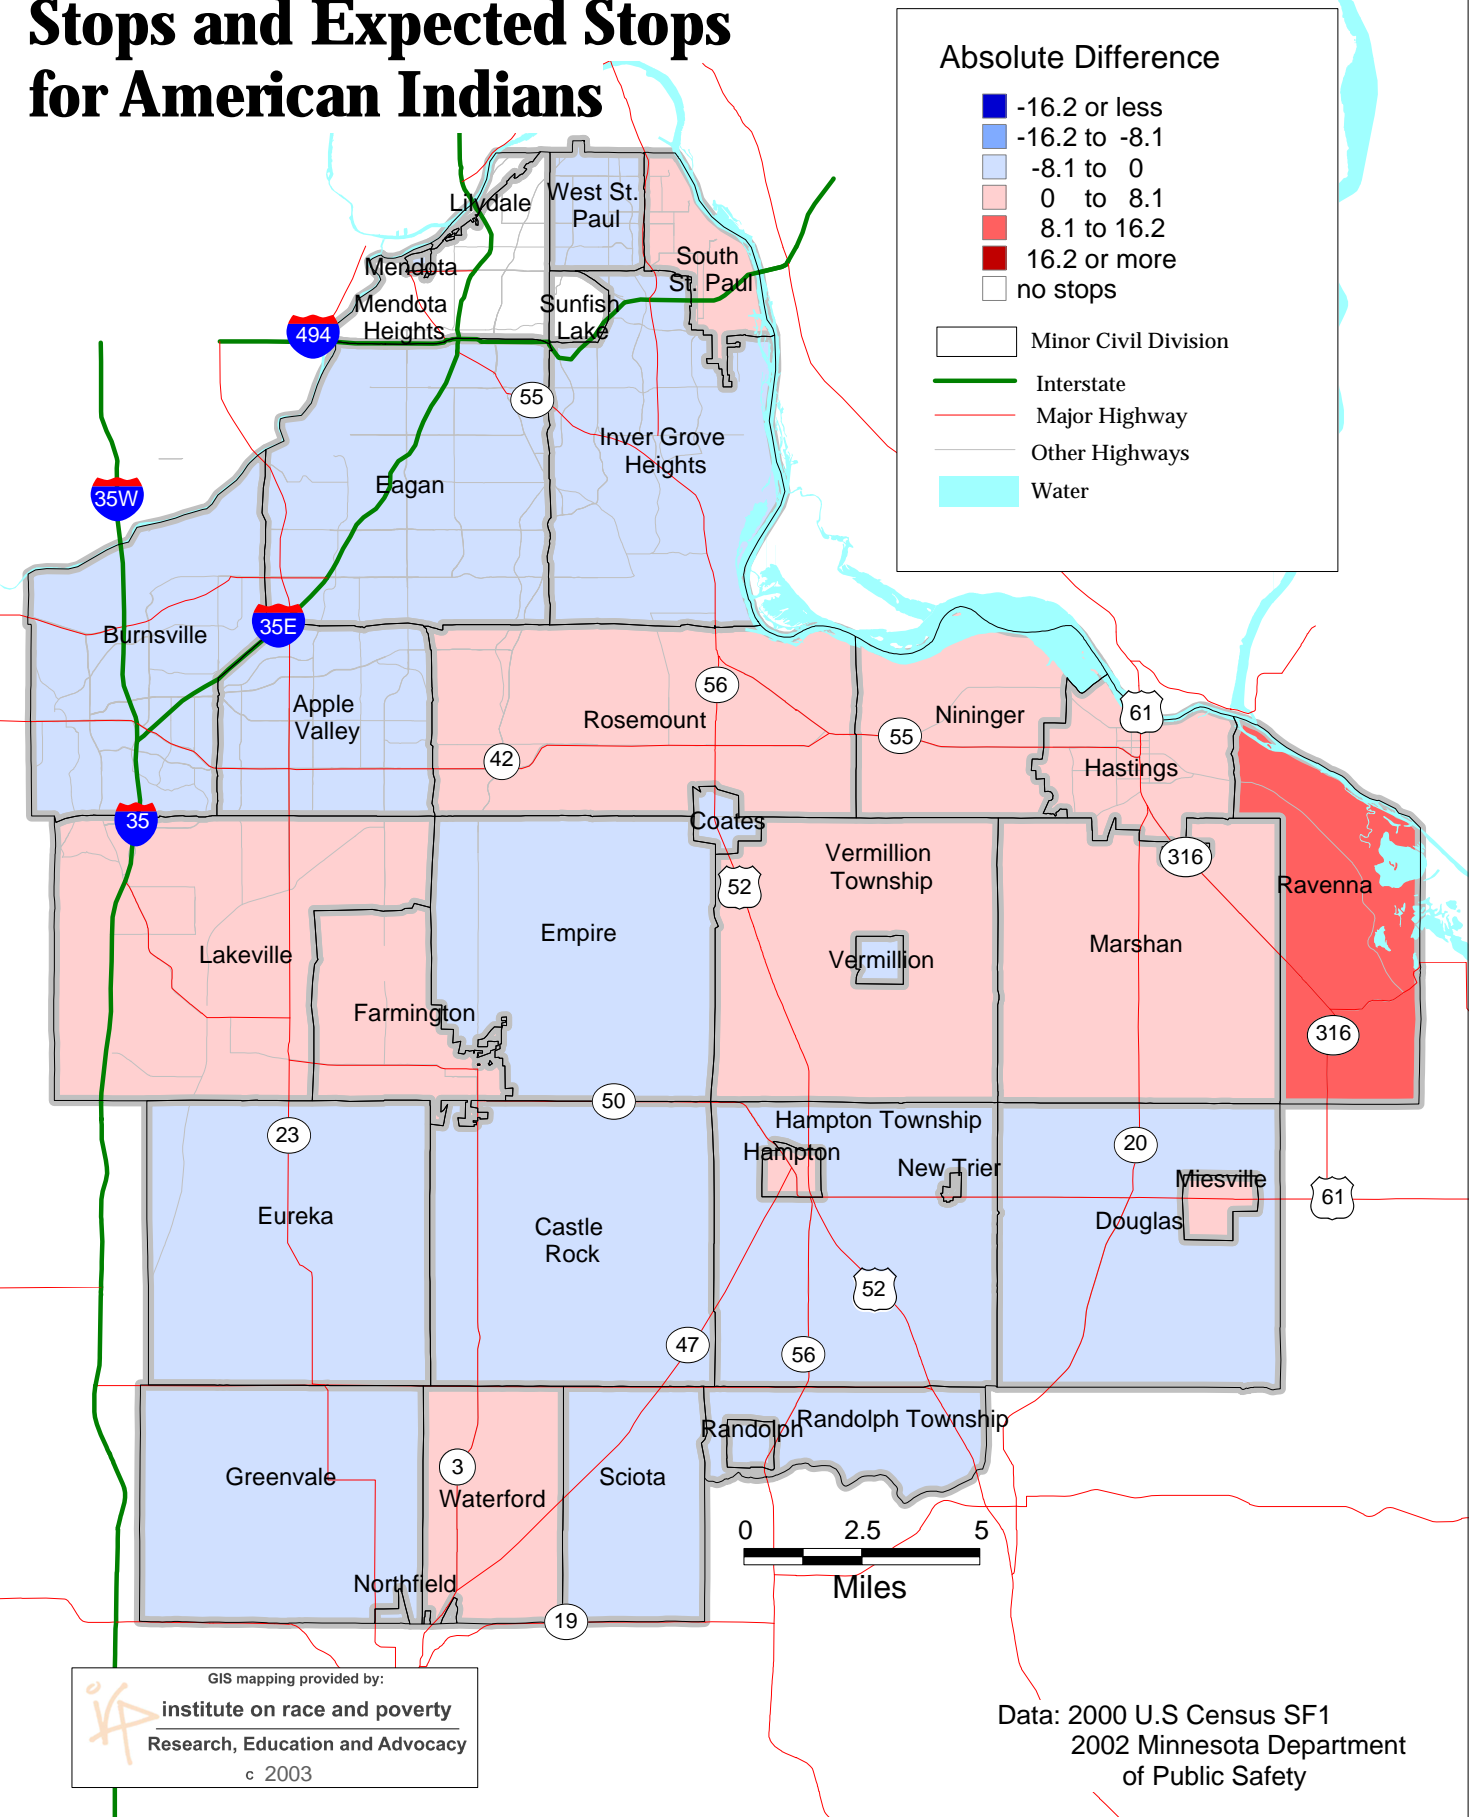 Stops and Expected Stops
for American Indians
Absolute Difference
-16.2 or less
-16.2 to -8.1
-8.1 to 0
0 to 8.1
8.1 to 16.2
16.2 or more
no stops
Minor Civil Division
Interstate
Major Highway
Other Highways
Water
Lilydale
West St.
Paul
Mendota
South
St. Paul
Mendota
Heights
Sunfish
Lake
494
55
Inver Grove
Heights
Eagan
35W
35E
Burnsville
Apple
Valley
56
Rosemount
42
55
Nininger
61
Hastings
35
Coates
52
Vermillion
Township
316
Ravenna
Empire
Marshan
Lakeville
Vermillion
Farmington
316
50
23
Hampton Township
Hampton
New Trier
20
Miesville
61
Eureka
Castle
Rock
Douglas
52
47
56
Randolph
Randolph Township
Greenvale
3
Waterford
Sciota
Northfield
19
0 2.5 5
Miles
GIS mapping provided by:
institute on race and poverty
Research, Education and Advocacy
c 2003
Data: 2000 U.S Census SF1
2002 Minnesota Department
of Public Safety